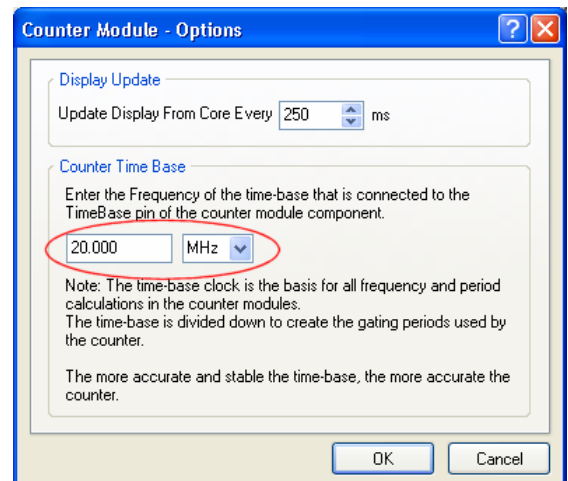 Counter Module - Options
Display Update
Update Display From Core Every 250 ms
Counter Time Base
Enter the Frequency of the time-base that is connected to the
TimeBase pin of the counter module component.
20.000 MHz
Note: The time-base clock is the basis for all frequency and period
calculations in the counter modules.
The time-base is divided down to create the gating periods used by
the counter.
The more accurate and stable the time-base, the more accurate the
counter.
OK Cancel